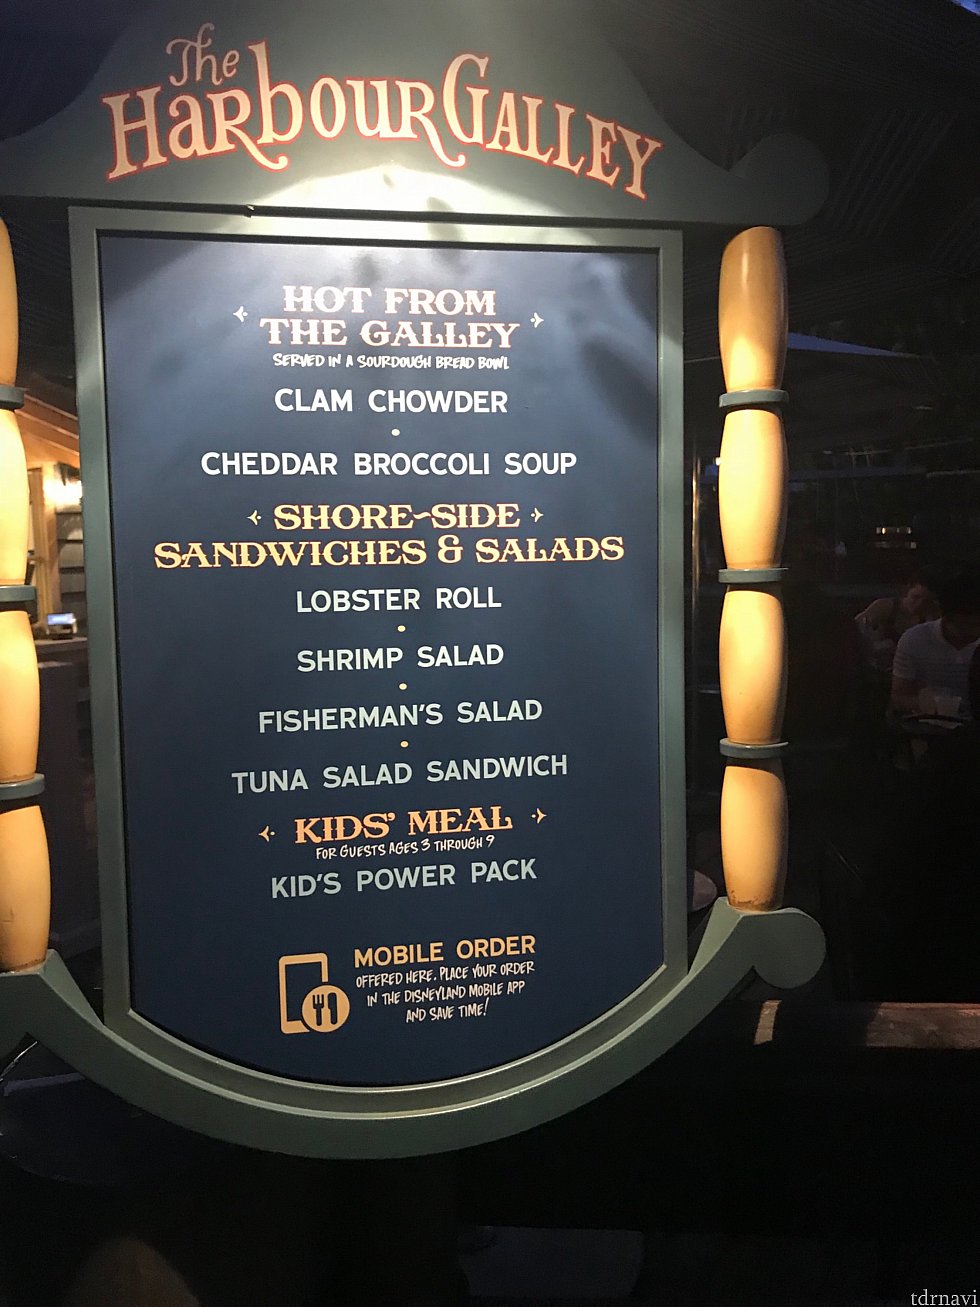 The
Harbour Galley
HOT FROM
THE GALLEY
SERVED IN A SOURDOUGH BREAD BOWL
CLAM CHOWDER
CHEDDAR BROCCOLI SOUP
SHORE~SIDE
SANDWICHES & SALADS
LOBSTER ROLL
SHRIMP SALAD
FISHERMAN'S SALAD
TUNA SALAD SANDWICH
KIDS' MEAL
FOR GUESTS AGES 3 THROUGH 9
KID'S POWER PACK
MOBILE ORDER
OFFERED HERE. PLACE YOUR ORDER
IN THE DISNEYLAND MOBILE APP
AND SAVE TIME!
tdrnavi